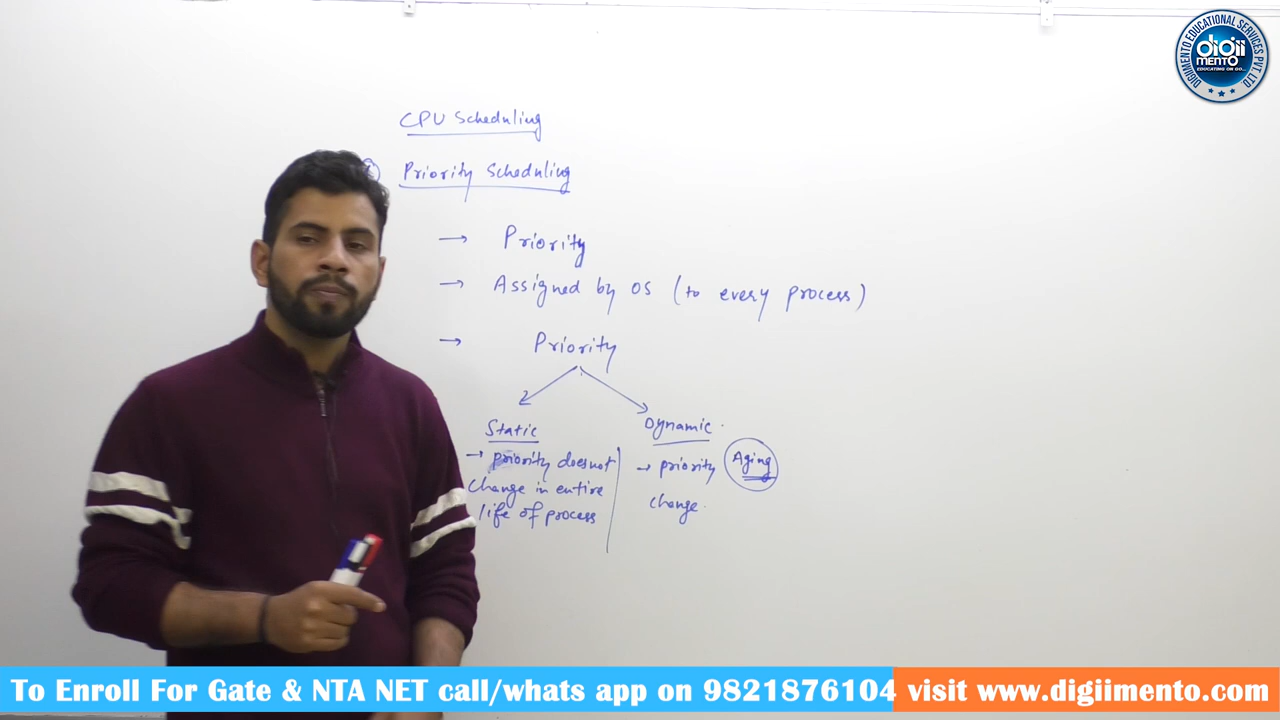 DIGIIMENTO EDUCATIONAL SERVICES PVT LTD
digii
MENTO
EDUCATING ON GO...
CPU Scheduling
Priority Scheduling
→ Priority
→ Assigned by OS (to every process)
→ Priority
Static
→ priority doesnot
change in entire
life of process
Dynamic
→ priority Aging
change
To Enroll For Gate & NTA NET call/whats app on 9821876104 visit www.digiimento.com